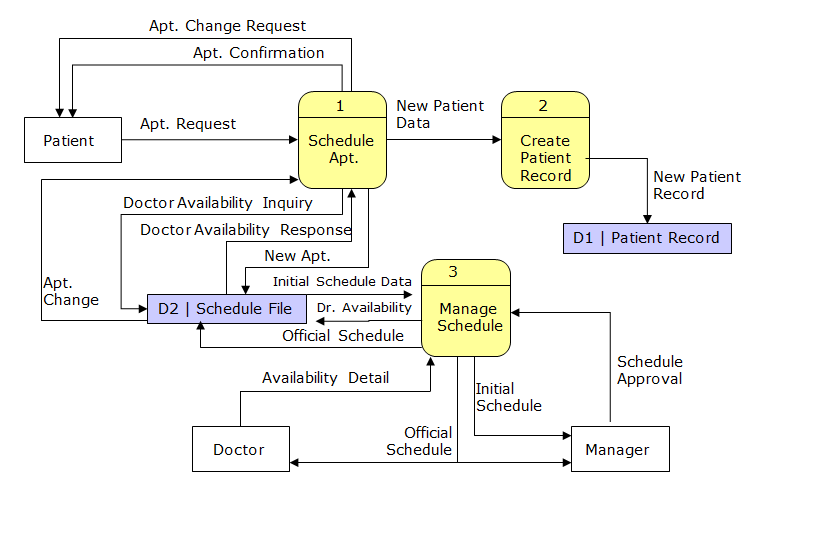 Apt. Change Request
Apt. Confirmation
1
Schedule
Apt.
New Patient
Data
2
Create
Patient
Record
Patient
Apt. Request
New Patient
Record
Doctor Availability Inquiry
Doctor Availability Response
D1 | Patient Record
New Apt.
3
Manage
Schedule
Apt.
Change
Initial Schedule Data
D2 | Schedule File
Dr. Availability
Official Schedule
Schedule
Approval
Availability Detail
Initial
Schedule
Official
Schedule
Doctor
Manager